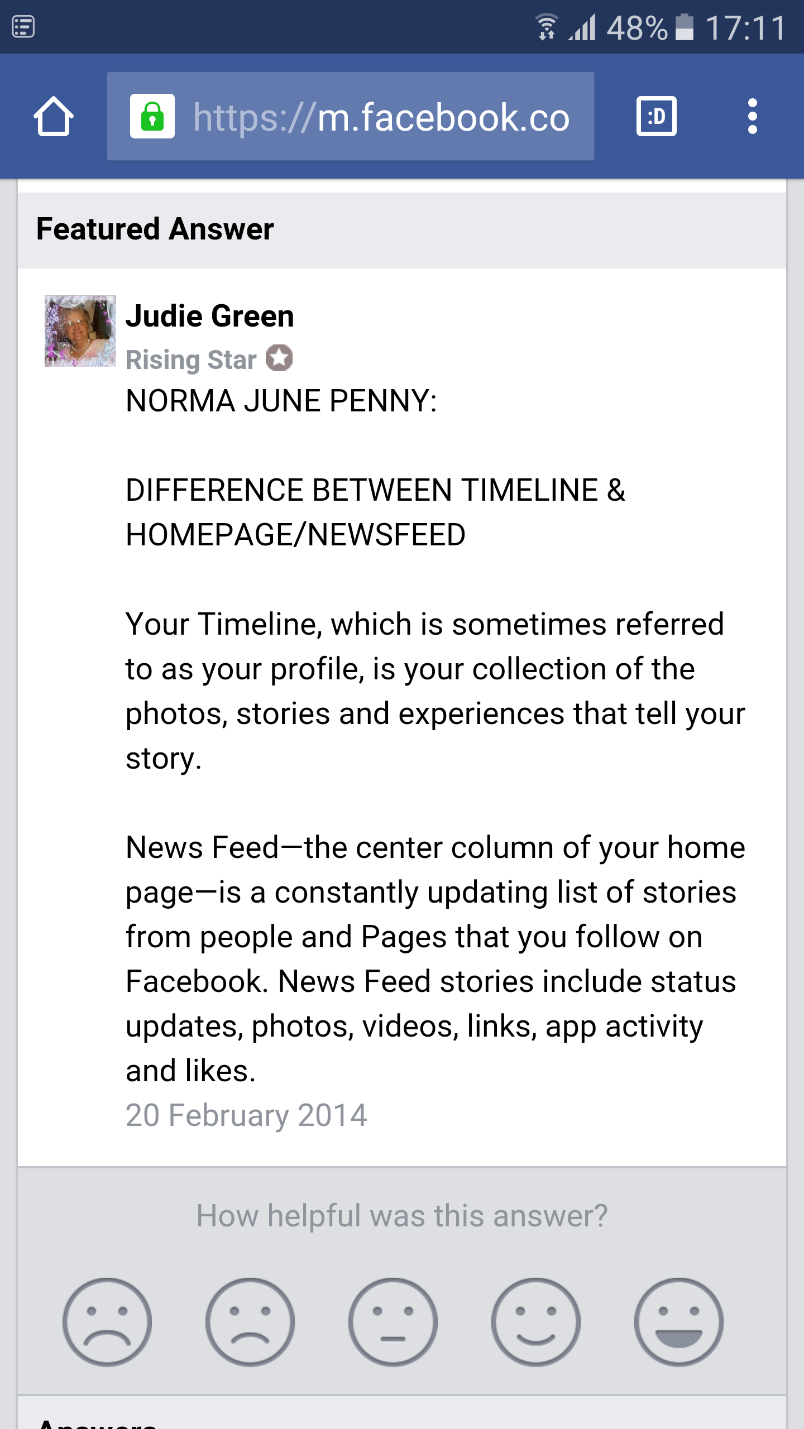 48% 17:11
https://m.facebook.co :D
Featured Answer
Judie Green
Rising Star
NORMA JUNE PENNY:
DIFFERENCE BETWEEN TIMELINE &
HOMEPAGE/NEWSFEED
Your Timeline, which is sometimes referred
to as your profile, is your collection of the
photos, stories and experiences that tell your
story.
News Feed—the center column of your home
page—is a constantly updating list of stories
from people and Pages that you follow on
Facebook. News Feed stories include status
updates, photos, videos, links, app activity
and likes.
20 February 2014
How helpful was this answer?
Answers